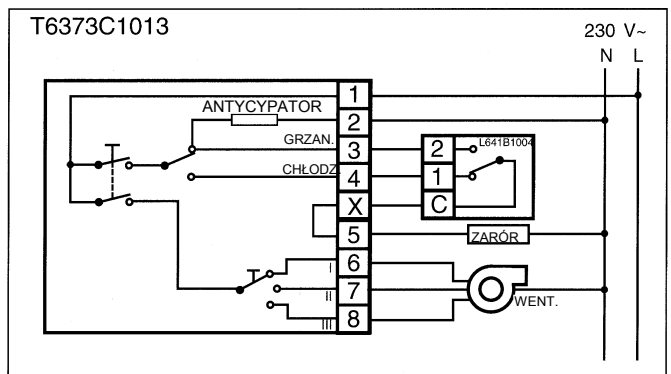 T6373C1013
230 V~
N L
1
ANTYCYPATOR
2
GRZAN.
3
2
L641B1004
CHŁODZ.
4
1
X
C
5
ZARÓR
I
6
II
7
WENT.
III
8